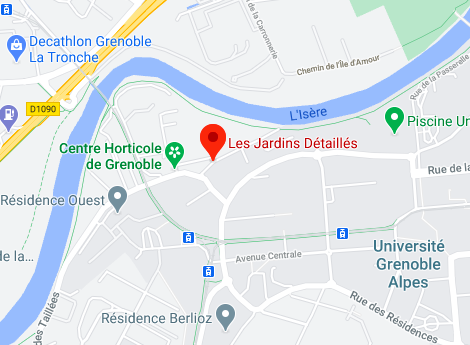 de la Carronnerie
Decathlon Grenoble
La Tronche
Chemin de l'Île d'Amour
Rue de la Passerelle
D1090
L'Isère
Piscine Un
Centre Horticole
de Grenoble
Les Jardins Détaillés
Rue de la
Résidence Ouest
de la...
Université
Grenoble
Alpes
Avenue Centrale
des Taillées
Résidence Berlioz
Rue des Résidences